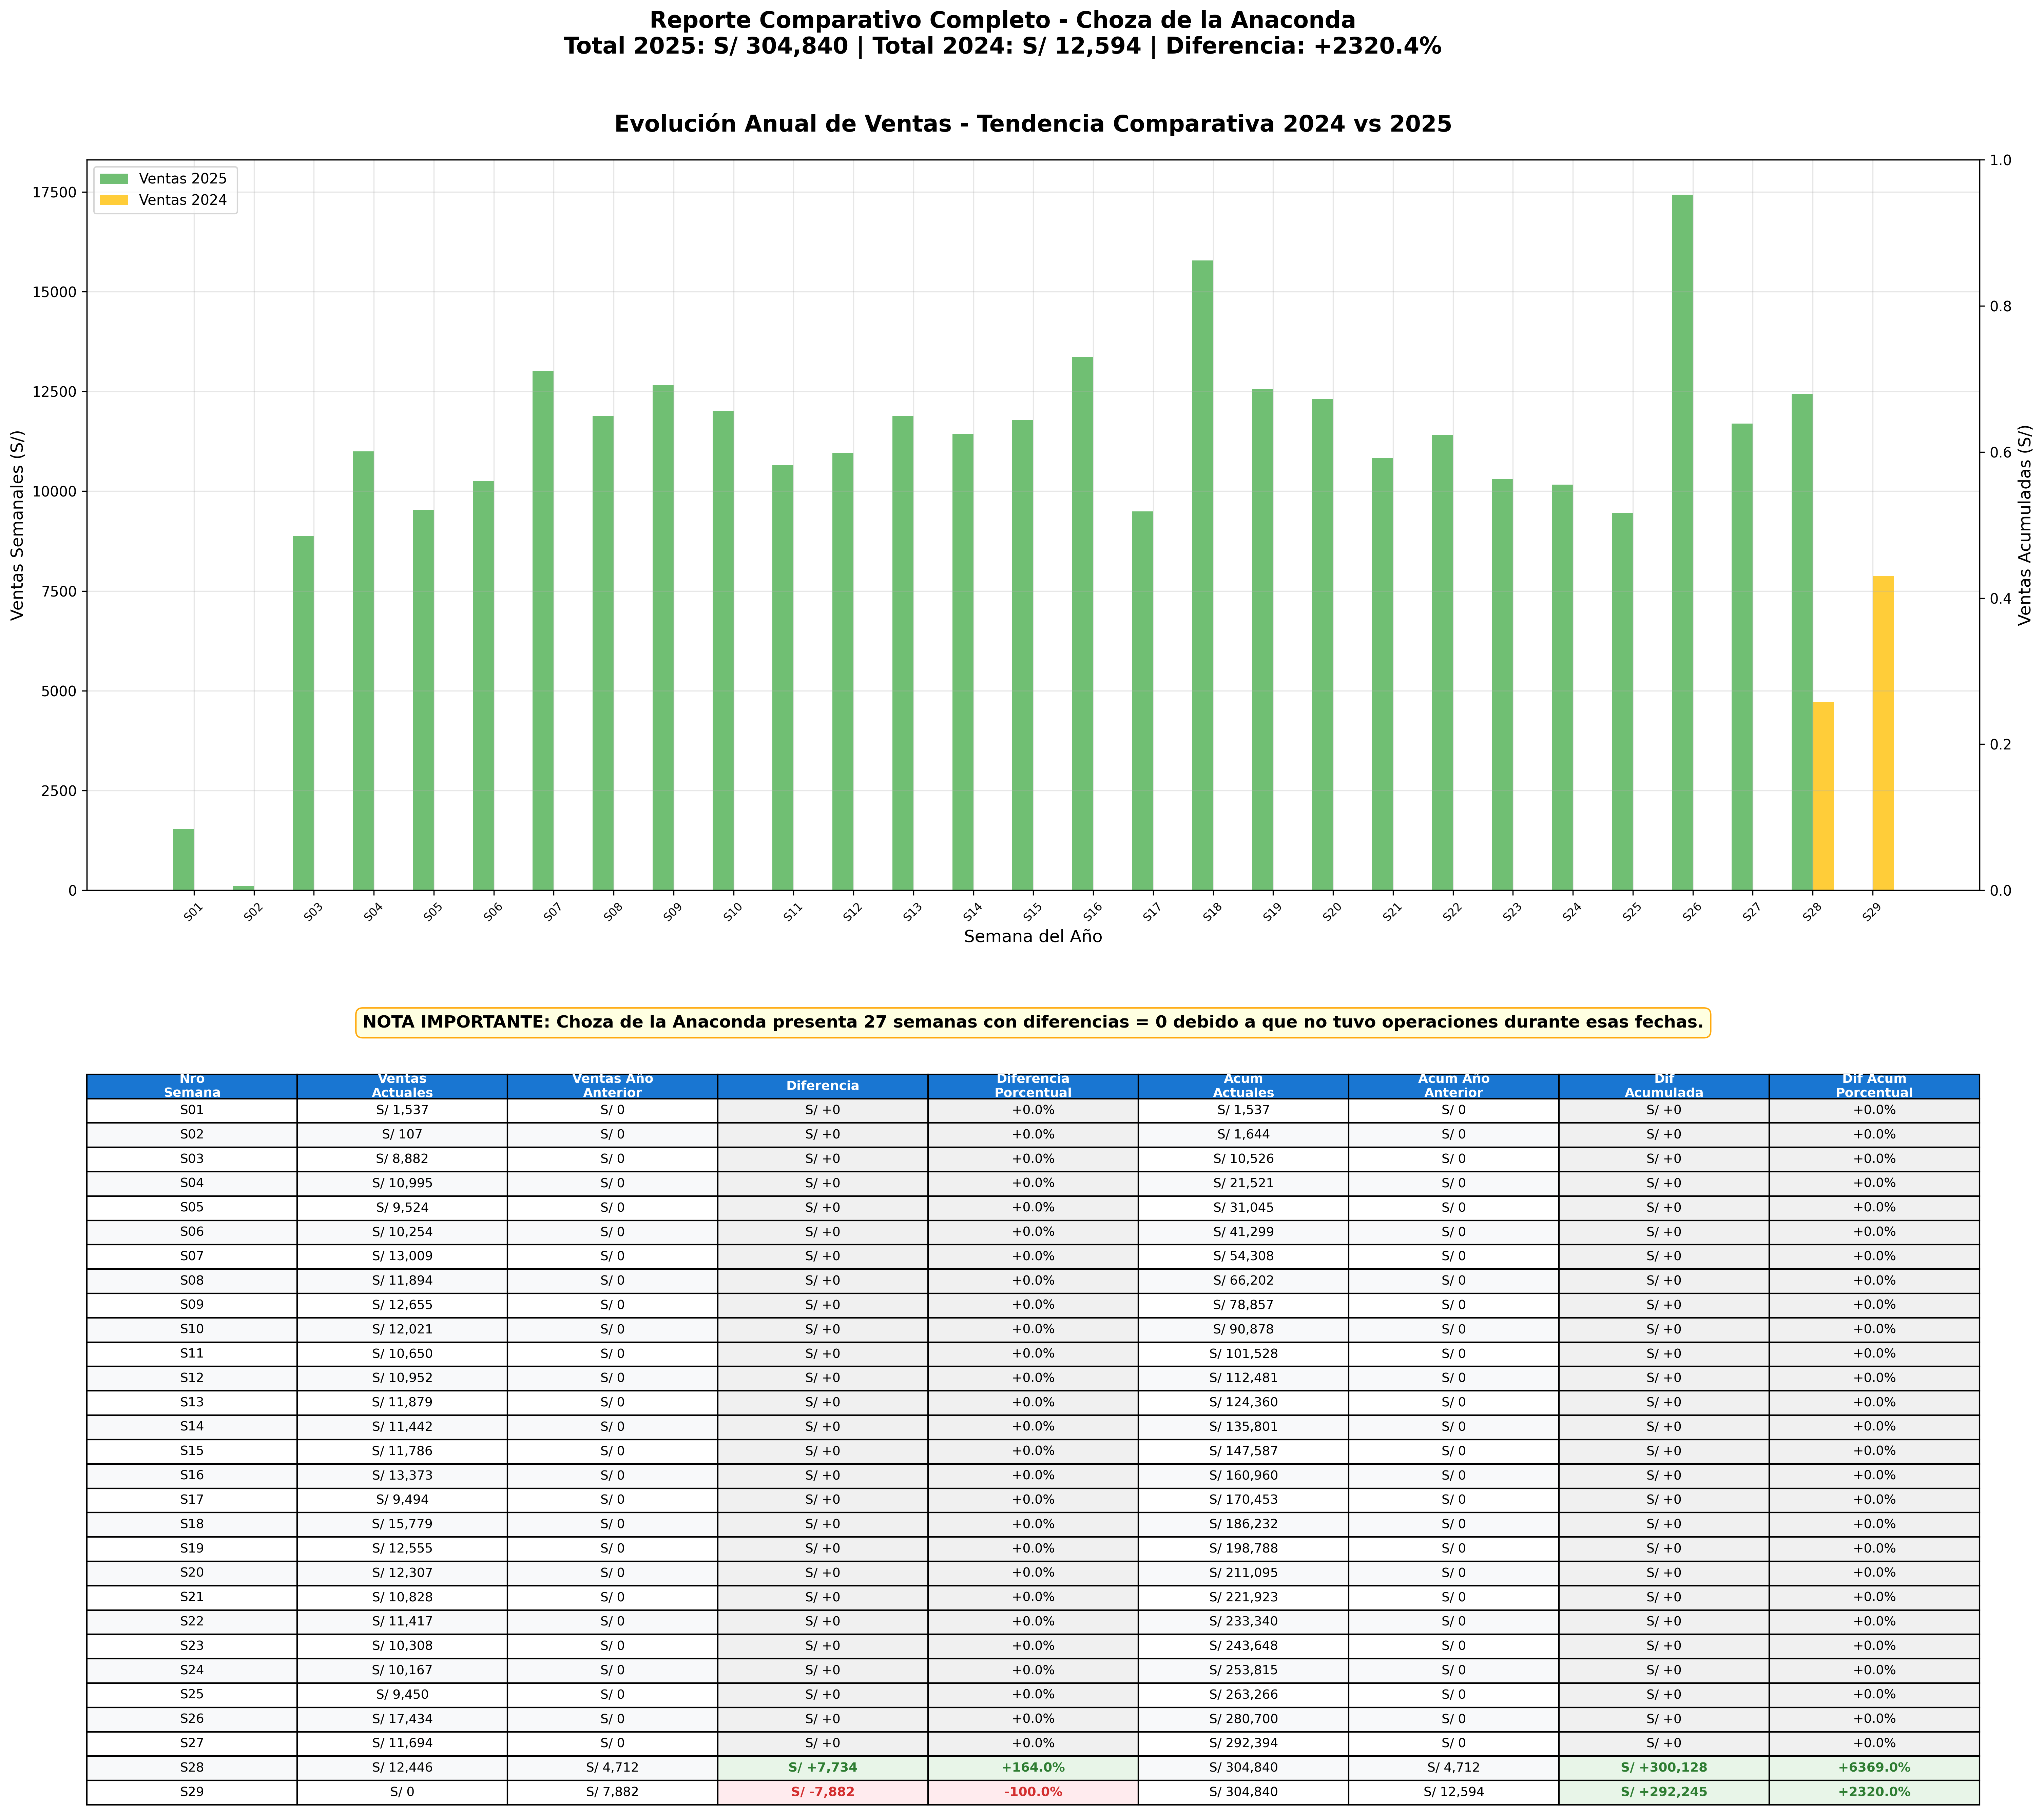 Reporte Comparativo Completo - Choza de la Anaconda
Total 2025: S/ 304,840 | Total 2024: S/ 12,594 | Diferencia: +2320.4%
Evolución Anual de Ventas - Tendencia Comparativa 2024 vs 2025
Ventas 2025
Ventas 2024
Ventas Semanales (S/)
17500
15000
12500
10000
7500
5000
2500
0
Ventas Acumuladas (S/)
1.0
0.8
0.6
0.4
0.2
0.0
S01 S02 S03 S04 S05 S06 S07 S08 S09 S10 S11 S12 S13 S14 S15 S16 S17 S18 S19 S20 S21 S22 S23 S24 S25 S26 S27 S28 S29
Semana del Año
NOTA IMPORTANTE: Choza de la Anaconda presenta 27 semanas con diferencias = 0 debido a que no tuvo operaciones durante esas fechas.
Nro Semana Ventas Actuales Ventas Año Anterior Diferencia Diferencia Porcentual Acum Actuales Acum Año Anterior Dif Acumulada Dif Acum Porcentual
S01 S/ 1,537 S/ 0 S/ +0 +0.0% S/ 1,537 S/ 0 S/ +0 +0.0%
S02 S/ 107 S/ 0 S/ +0 +0.0% S/ 1,644 S/ 0 S/ +0 +0.0%
S03 S/ 8,882 S/ 0 S/ +0 +0.0% S/ 10,526 S/ 0 S/ +0 +0.0%
S04 S/ 10,995 S/ 0 S/ +0 +0.0% S/ 21,521 S/ 0 S/ +0 +0.0%
S05 S/ 9,524 S/ 0 S/ +0 +0.0% S/ 31,045 S/ 0 S/ +0 +0.0%
S06 S/ 10,254 S/ 0 S/ +0 +0.0% S/ 41,299 S/ 0 S/ +0 +0.0%
S07 S/ 13,009 S/ 0 S/ +0 +0.0% S/ 54,308 S/ 0 S/ +0 +0.0%
S08 S/ 11,894 S/ 0 S/ +0 +0.0% S/ 66,202 S/ 0 S/ +0 +0.0%
S09 S/ 12,655 S/ 0 S/ +0 +0.0% S/ 78,857 S/ 0 S/ +0 +0.0%
S10 S/ 12,021 S/ 0 S/ +0 +0.0% S/ 90,878 S/ 0 S/ +0 +0.0%
S11 S/ 10,650 S/ 0 S/ +0 +0.0% S/ 101,528 S/ 0 S/ +0 +0.0%
S12 S/ 10,952 S/ 0 S/ +0 +0.0% S/ 112,481 S/ 0 S/ +0 +0.0%
S13 S/ 11,879 S/ 0 S/ +0 +0.0% S/ 124,360 S/ 0 S/ +0 +0.0%
S14 S/ 11,442 S/ 0 S/ +0 +0.0% S/ 135,801 S/ 0 S/ +0 +0.0%
S15 S/ 11,786 S/ 0 S/ +0 +0.0% S/ 147,587 S/ 0 S/ +0 +0.0%
S16 S/ 13,373 S/ 0 S/ +0 +0.0% S/ 160,960 S/ 0 S/ +0 +0.0%
S17 S/ 9,494 S/ 0 S/ +0 +0.0% S/ 170,453 S/ 0 S/ +0 +0.0%
S18 S/ 15,779 S/ 0 S/ +0 +0.0% S/ 186,232 S/ 0 S/ +0 +0.0%
S19 S/ 12,555 S/ 0 S/ +0 +0.0% S/ 198,788 S/ 0 S/ +0 +0.0%
S20 S/ 12,307 S/ 0 S/ +0 +0.0% S/ 211,095 S/ 0 S/ +0 +0.0%
S21 S/ 10,828 S/ 0 S/ +0 +0.0% S/ 221,923 S/ 0 S/ +0 +0.0%
S22 S/ 11,417 S/ 0 S/ +0 +0.0% S/ 233,340 S/ 0 S/ +0 +0.0%
S23 S/ 10,308 S/ 0 S/ +0 +0.0% S/ 243,648 S/ 0 S/ +0 +0.0%
S24 S/ 10,167 S/ 0 S/ +0 +0.0% S/ 253,815 S/ 0 S/ +0 +0.0%
S25 S/ 9,450 S/ 0 S/ +0 +0.0% S/ 263,266 S/ 0 S/ +0 +0.0%
S26 S/ 17,434 S/ 0 S/ +0 +0.0% S/ 280,700 S/ 0 S/ +0 +0.0%
S27 S/ 11,694 S/ 0 S/ +0 +0.0% S/ 292,394 S/ 0 S/ +0 +0.0%
S28 S/ 12,446 S/ 4,712 S/ +7,734 +164.0% S/ 304,840 S/ 4,712 S/ +300,128 +6369.0%
S29 S/ 0 S/ 7,882 S/ -7,882 -100.0% S/ 304,840 S/ 12,594 S/ +292,245 +2320.0%